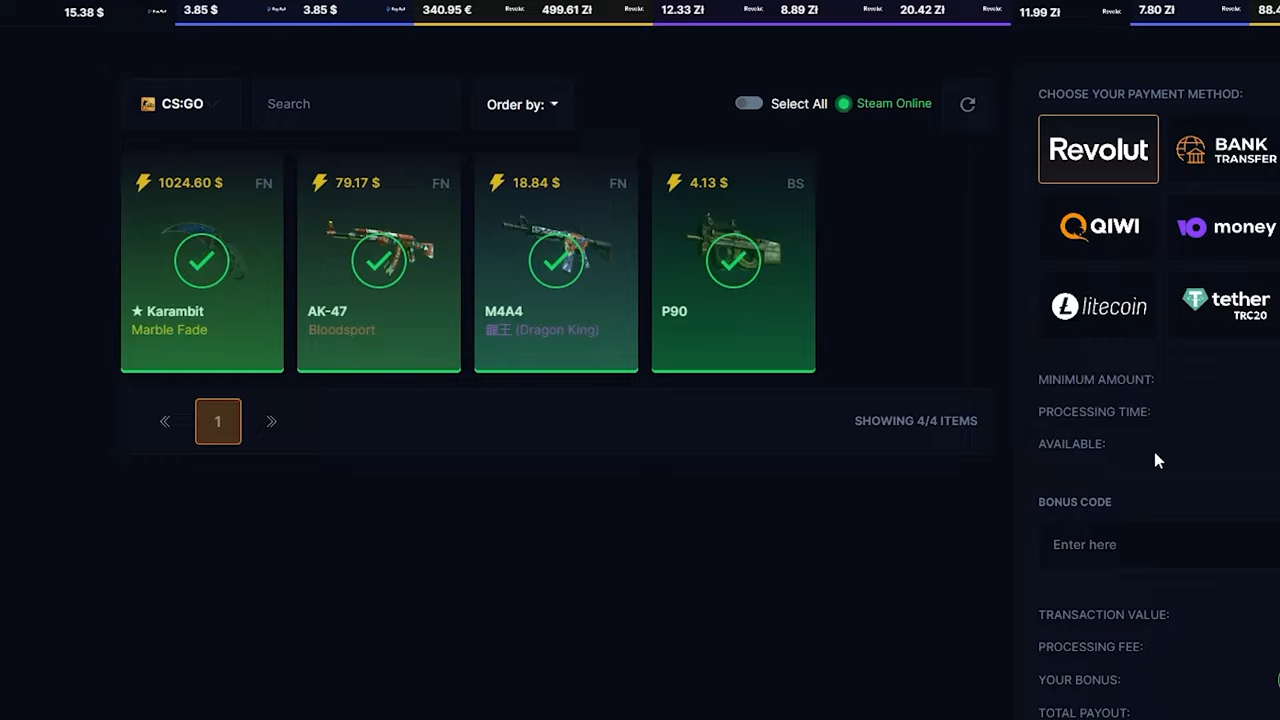 15.38 $
PayPal
3.85 $
PayPal
3.85 $
PayPal
340.95 €
Revolut
499.61 Zł
Revolut
12.33 Zł
Revolut
8.89 Zł
Revolut
20.42 Zł
Revolut
11.99 Zł
Revolut
7.80 Zł
Revolut
88.4
CS:GO
Search
Order by:
Select All
Steam Online
1024.60 $ FN
★ Karambit
Marble Fade
79.17 $ FN
AK-47
Bloodsport
18.84 $ FN
M4A4
龍王 (Dragon King)
4.13 $ BS
P90
« 1 »
SHOWING 4/4 ITEMS
CHOOSE YOUR PAYMENT METHOD:
Revolut
BANK
TRANSFER
QIWI
Ю money
litecoin
tether
TRC20
MINIMUM AMOUNT:
PROCESSING TIME:
AVAILABLE:
BONUS CODE
Enter here
TRANSACTION VALUE:
PROCESSING FEE:
YOUR BONUS:
TOTAL PAYOUT: